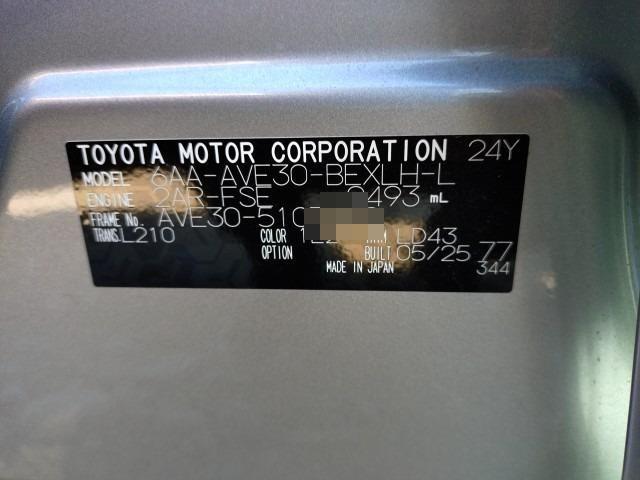 TOYOTA MOTOR CORPORATION 24Y
MODEL 6AA-AVE30-BEXLH-L
ENGINE 2AR-FSE 2493 mL
FRAME No. AVE30-510
TRANS. L210 COLOR LD43
OPTION BUILT 05/25 77
MADE IN JAPAN 344